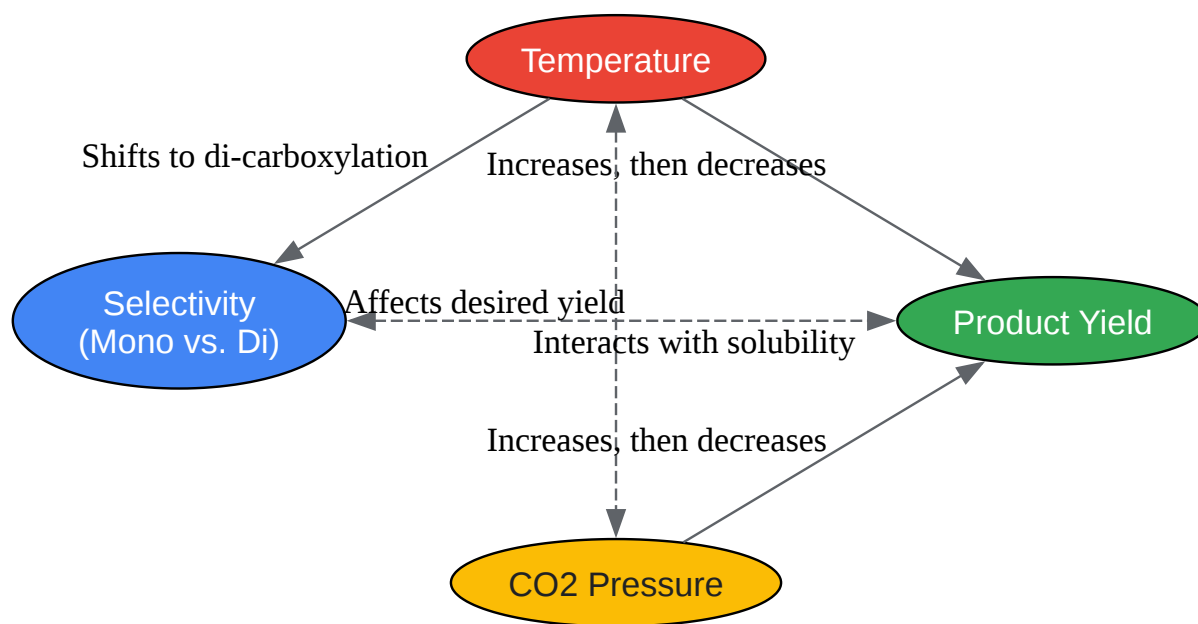 Temperature
Shifts to di-carboxylation
Increases, then decreases
Selectivity
(Mono vs. Di)
Affects desired yield
Product Yield
Interacts with solubility
Increases, then decreases
CO2 Pressure